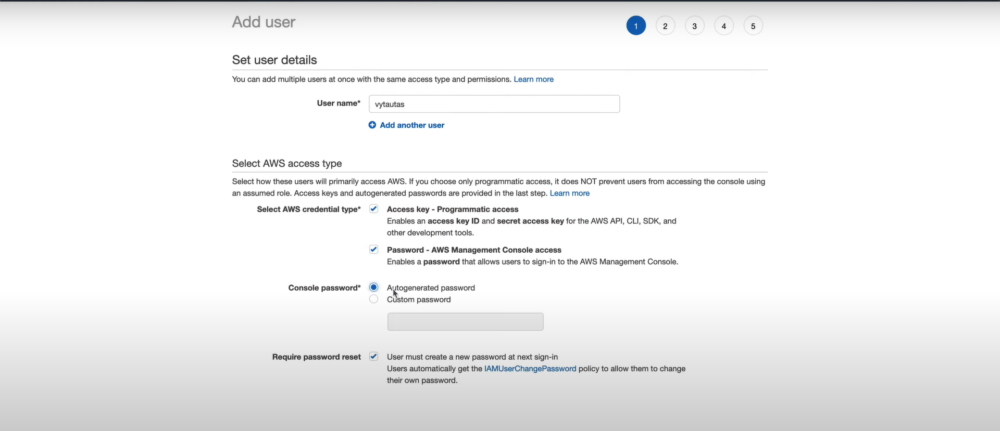 Add user
1 2 3 4 5
Set user details
You can add multiple users at once with the same access type and permissions. Learn more
User name* vytautas
Add another user
Select AWS access type
Select how these users will primarily access AWS. If you choose only programmatic access, it does NOT prevent users from accessing the console using
an assumed role. Access keys and autogenerated passwords are provided in the last step. Learn more
Select AWS credential type* Access key - Programmatic access
Enables an access key ID and secret access key for the AWS API, CLI, SDK, and
other development tools.
Password - AWS Management Console access
Enables a password that allows users to sign-in to the AWS Management Console.
Console password* Autogenerated password
Custom password
Require password reset User must create a new password at next sign-in
Users automatically get the IAMUserChangePassword policy to allow them to change
their own password.